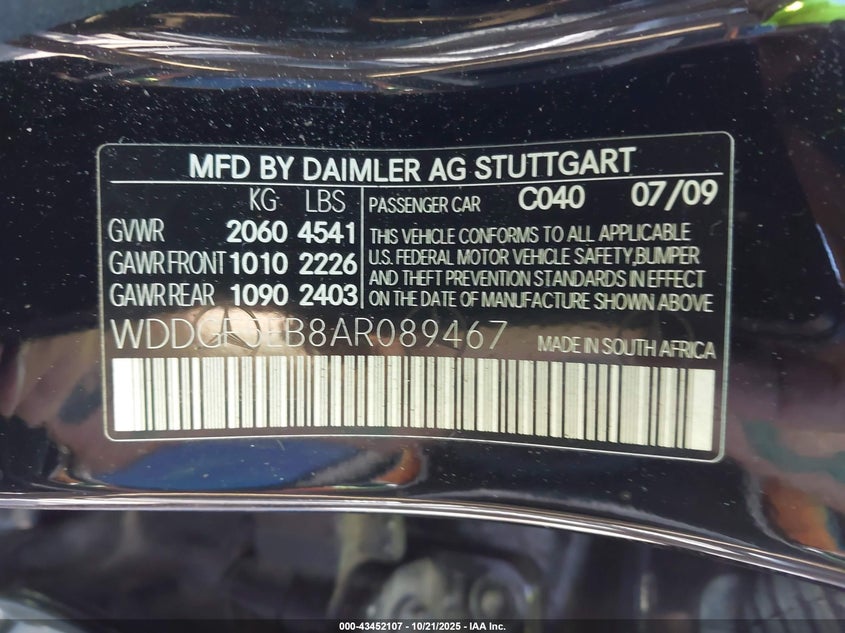 MFD BY DAIMLER AG STUTTGART
KG LBS
GVWR 2060 4541
GAWR FRONT 1010 2226
GAWR REAR 1090 2403
PASSENGER CAR C040 07/09
THIS VEHICLE CONFORMS TO ALL APPLICABLE
U.S. FEDERAL MOTOR VEHICLE SAFETY,BUMPER
AND THEFT PREVENTION STANDARDS IN EFFECT
ON THE DATE OF MANUFACTURE SHOWN ABOVE
WDDGF5EB8AR089467
MADE IN SOUTH AFRICA
000-43452107 - 10/21/2025 - IAA Inc.